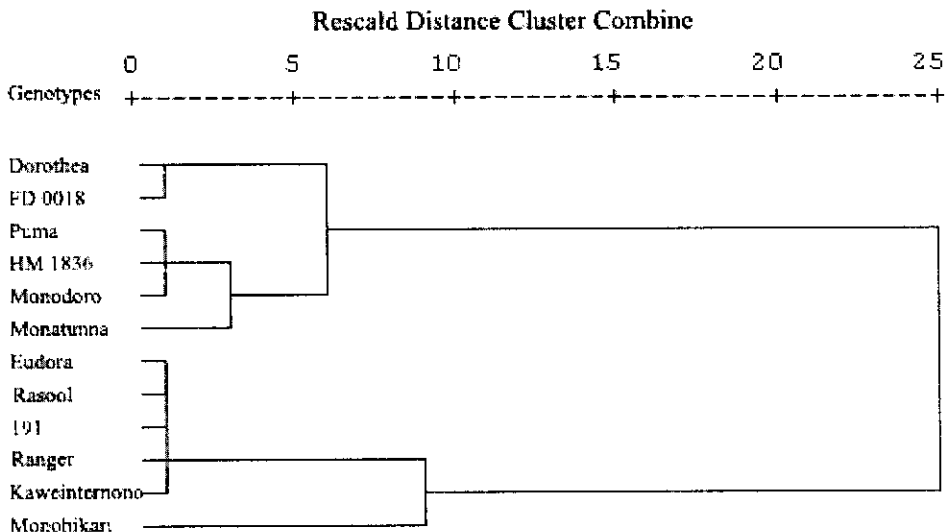 Rescald Distance Cluster Combine
0 5 10 15 20 25
Genotypes
Dorothea
FD 0018
Puma
HM 1836
Monodoro
Monatunna
Eudora
Rasool
191
Ranger
Kaweinternono
Monohikari